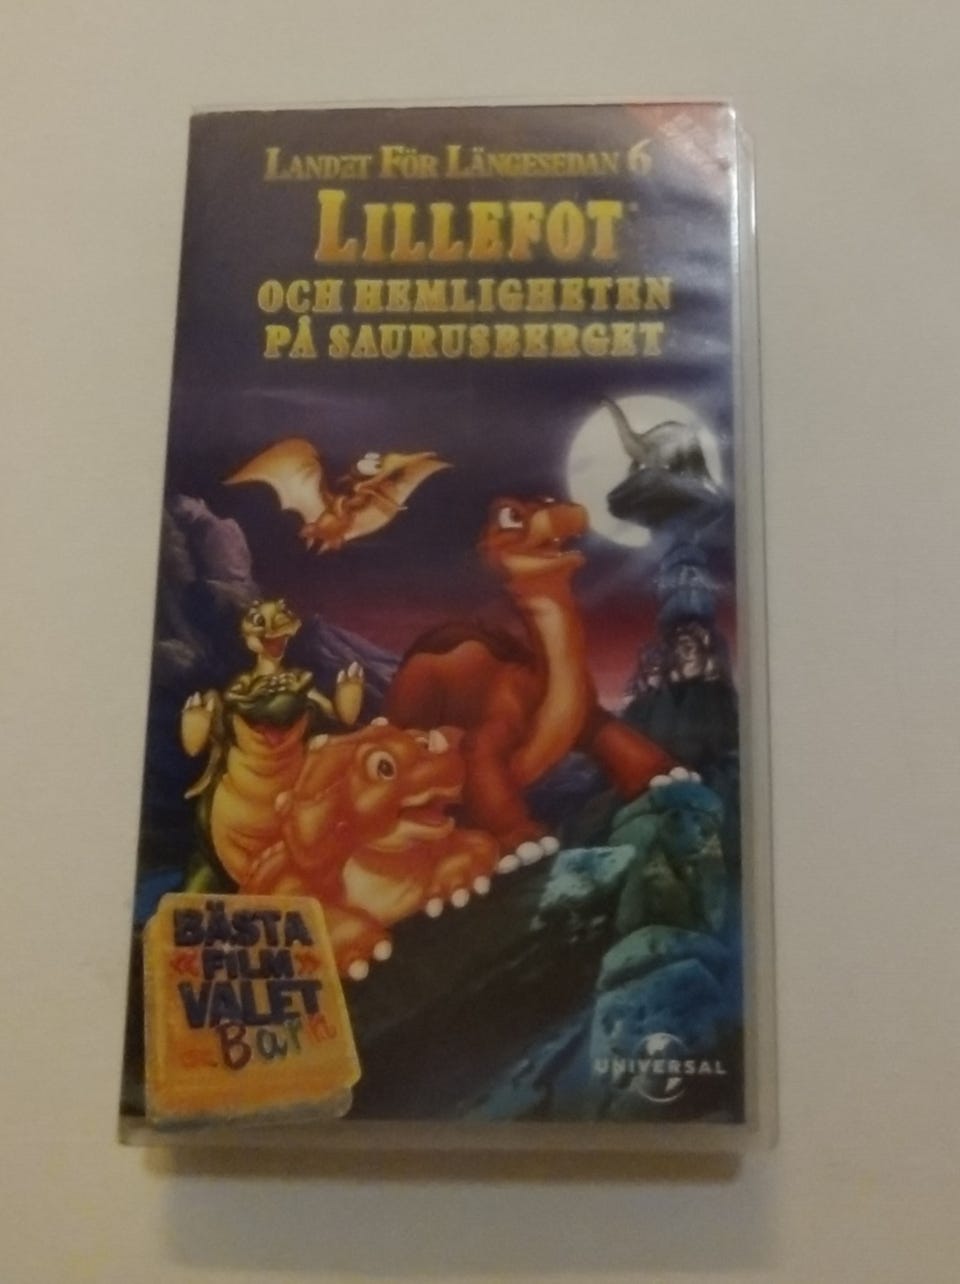 LANDET FÖR LÄNGESEDAN 6
LILLEFOT
OCH HEMLIGHETEN
PÅ SAURUSBERGET
BÄSTA
«FILM»
VALET
Barn
UNIVERSAL